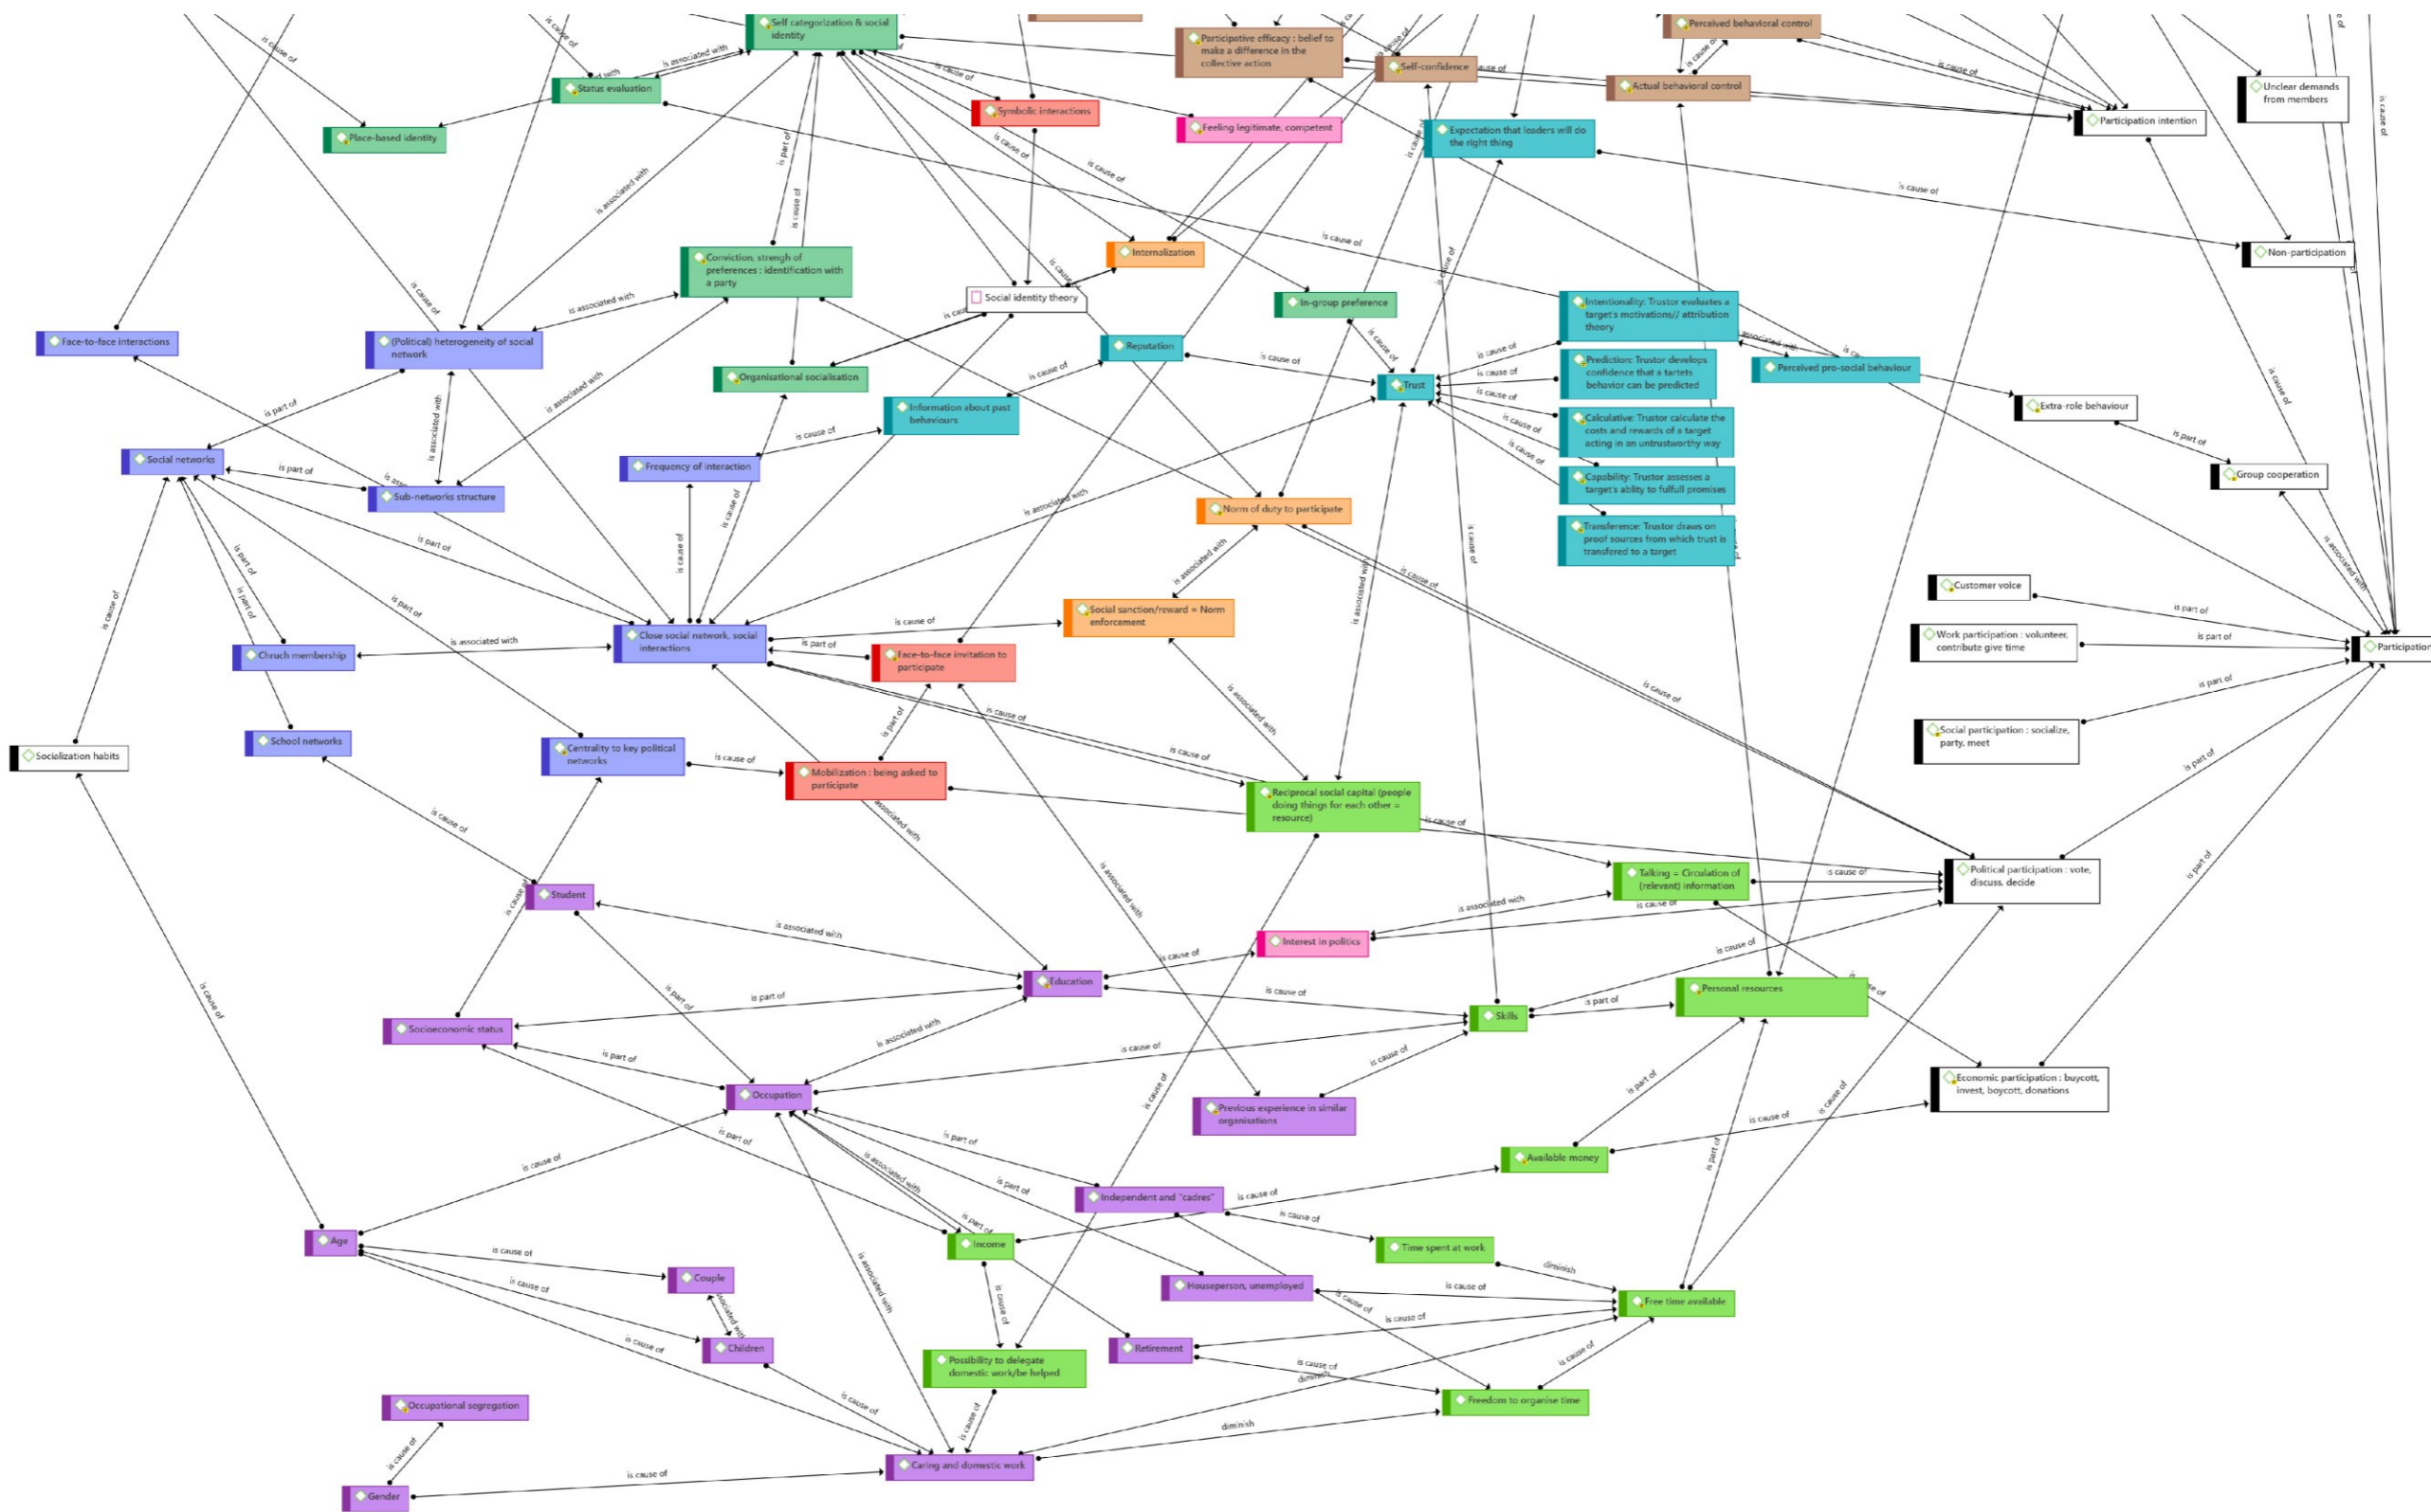 Self categorization & social
identity
Participative efficacy : belief to
make a difference in the
collective action
Perceived behavioral control
Self-confidence
Actual behavioral control
Status evaluation
Unclear demands
from members
Symbolic interactions
Feeling legitimate, competent
Expectation that leaders will do
the right thing
Participation intention
Place-based identity
Conviction, strengh of
preferences : identification with
a party
Internalization
Non-participation
Social identity theory
In-group preference
Intentionality: Trustor evaluates a
target's motivations// attribution
theory
Face-to-face interactions
(Political) heterogeneity of social
network
Reputation
Organisational socialisation
Trust
Prediction: Trustor develops
confidence that a tartets
behavior can be predicted
Perceived pro-social behaviour
Information about past
behaviours
Calculative: Trustor calculate the
costs and rewards of a target
acting in an untrustworthy way
Extra-role behaviour
Social networks
Frequency of interaction
Capability: Trustor assesses a
target's ablity to fulfull promises
Group cooperation
Sub-networks structure
Norm of duty to participate
Transference: Trustor draws on
proof sources from which trust is
transfered to a target
Customer voice
Social sanction/reward = Norm
enforcement
Work participation : volunteer,
contribute give time
Participation
Chruch membership
Close social network, social
interactions
Face-to-face invitation to
participate
Social participation : socialize,
party, meet
Socialization habits
School networks
Centrality to key political
networks
Mobilization : being asked to
participate
Reciprocal social capital (people
doing things for each other =
resource)
Talking = Circulation of
(relevant) information
Political participation : vote,
discuss, decide
Student
Interest in politics
Education
Personal resources
Socioeconomic status
Skills
Occupation
Previous experience in similar
organisations
Economic participation : buycott,
invest, boycott, donations
Available money
Independent and "cadres"
Age
Income
Time spent at work
Couple
Houseperson, unemployed
Free time available
Children
Retirement
Possibility to delegate
domestic work/be helped
Occupational segregation
Freedom to organise time
Caring and domestic work
Gender
is cause of
is associated with
is part of
diminish